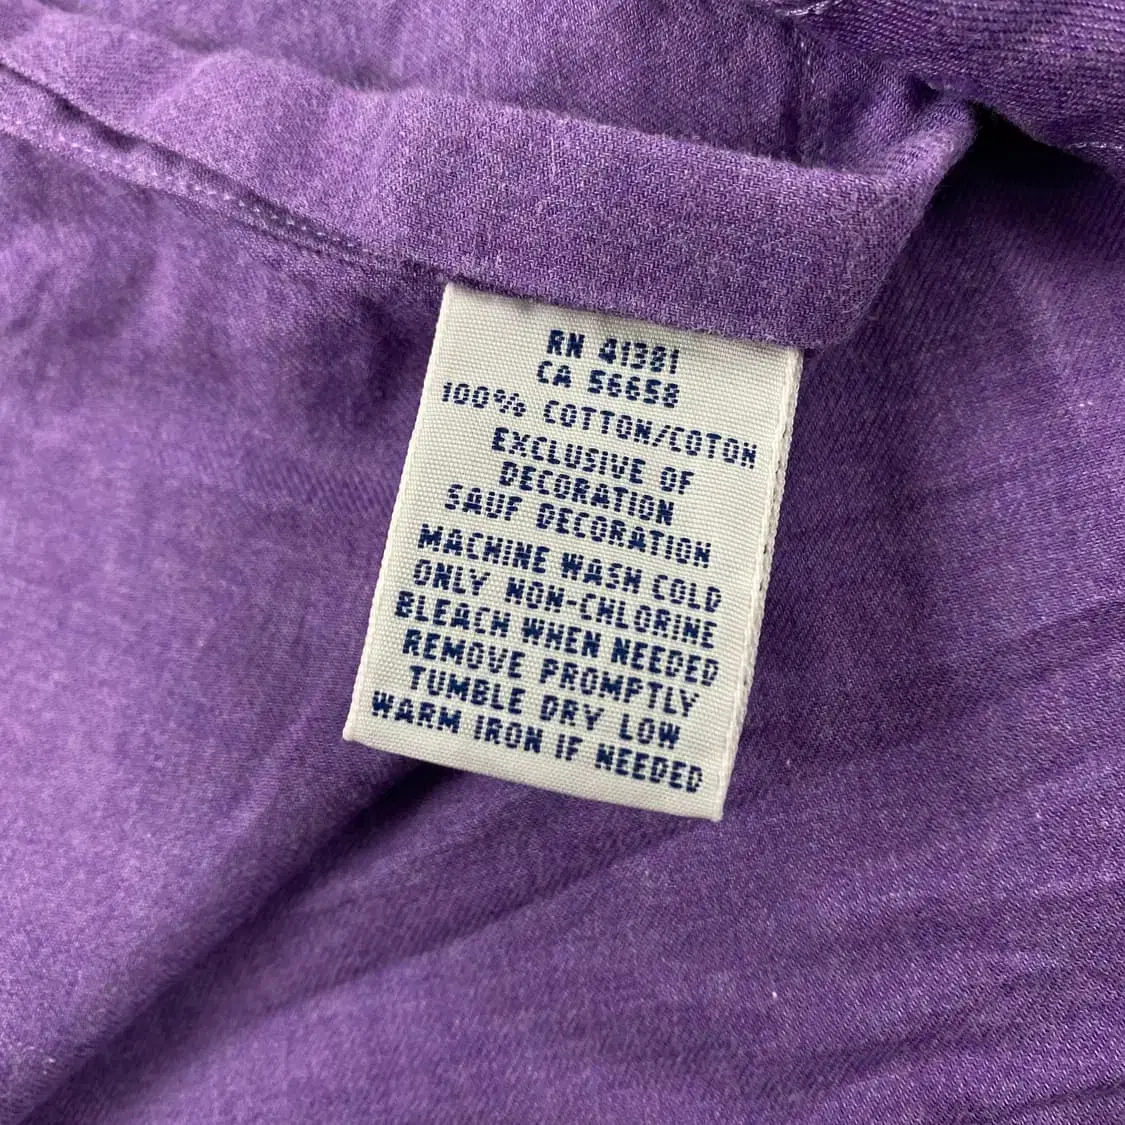 RN 41381
CA 56658
100% COTTON/COTON
EXCLUSIVE OF
DECORATION
SAUF DECORATION
MACHINE WASH COLD
ONLY NON-CHLORINE
BLEACH WHEN NEEDED
REMOVE PROMPTLY
TUMBLE DRY LOW
WARM IRON IF NEEDED